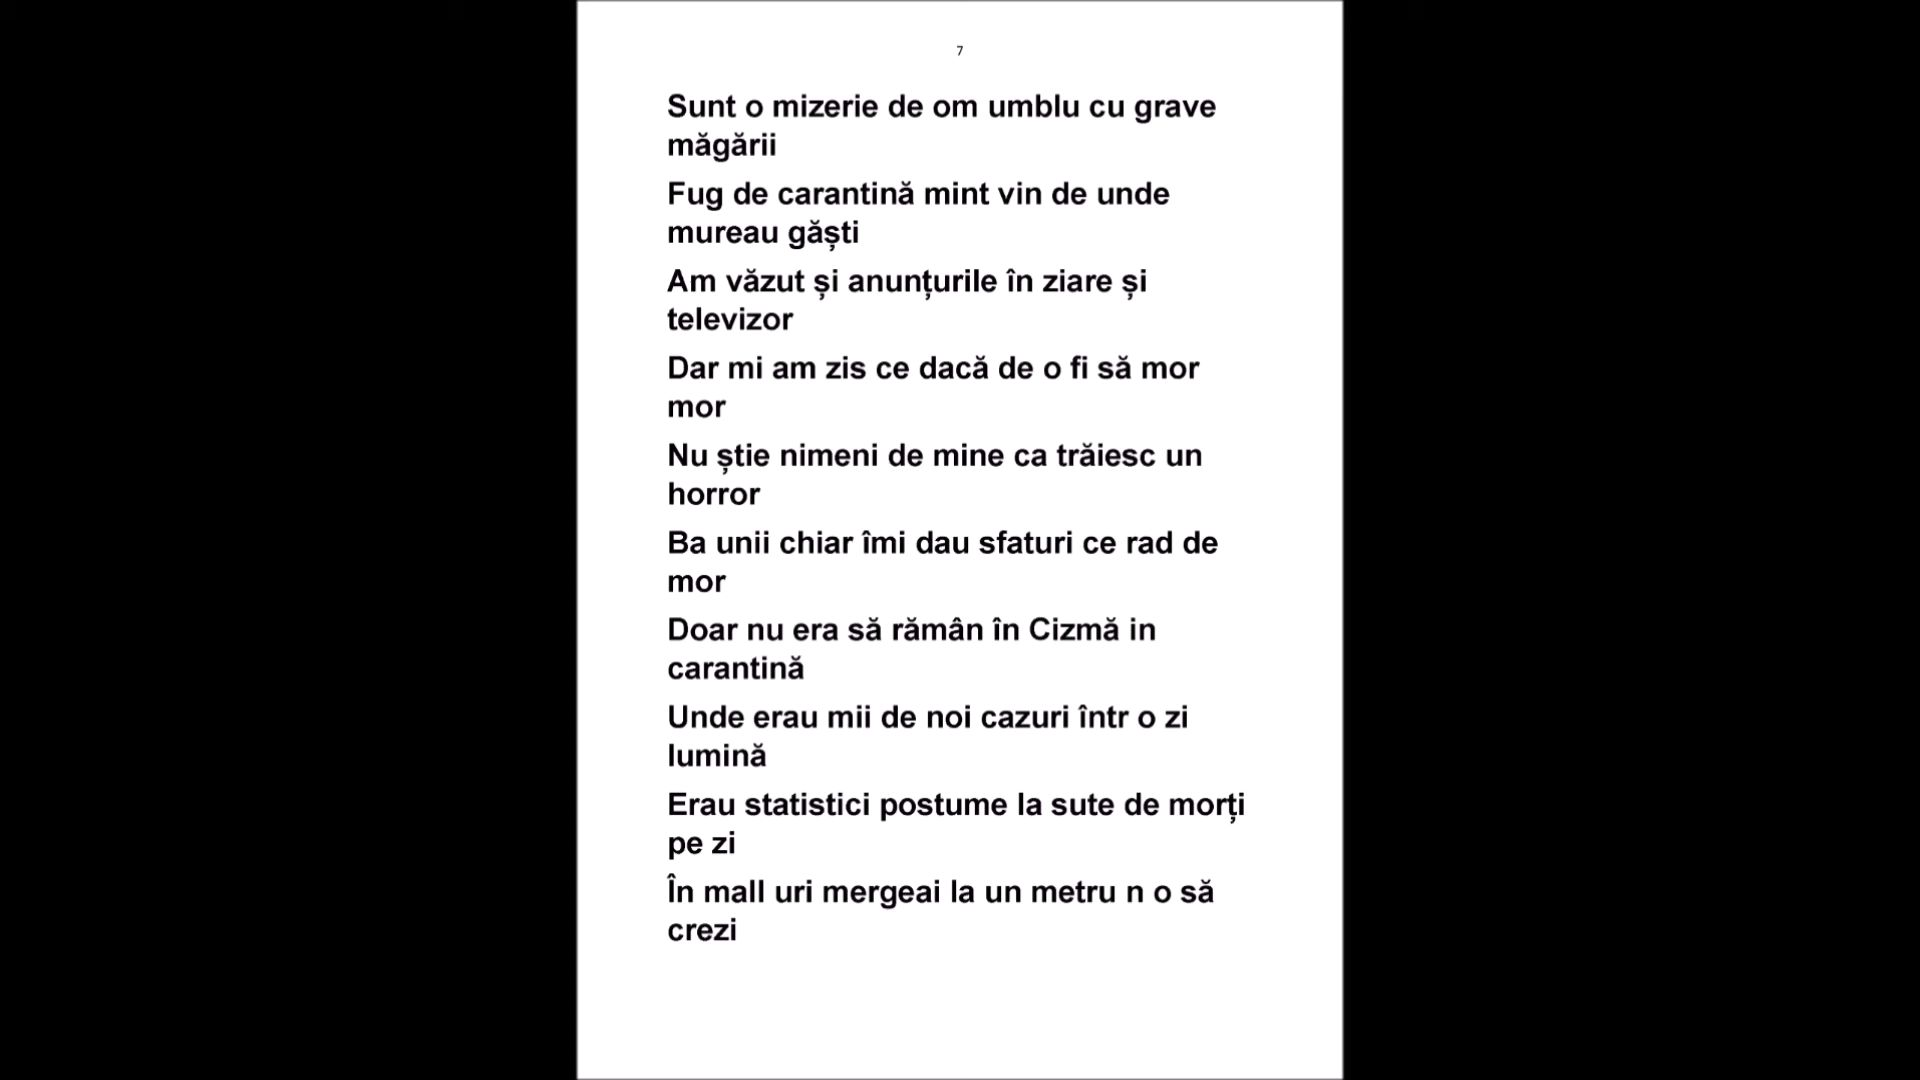 7
Sunt o mizerie de om umblu cu grave
măgării
Fug de carantină mint vin de unde
mureau găști
Am văzut și anunțurile în ziare și
televizor
Dar mi am zis ce dacă de o fi să mor
mor
Nu știe nimeni de mine ca trăiesc un
horror
Ba unii chiar îmi dau sfaturi ce rad de
mor
Doar nu era să rămân în Cizmă in
carantină
Unde erau mii de noi cazuri într o zi
lumină
Erau statistici postume la sute de morți
pe zi
În mall uri mergeai la un metru n o să
crezi